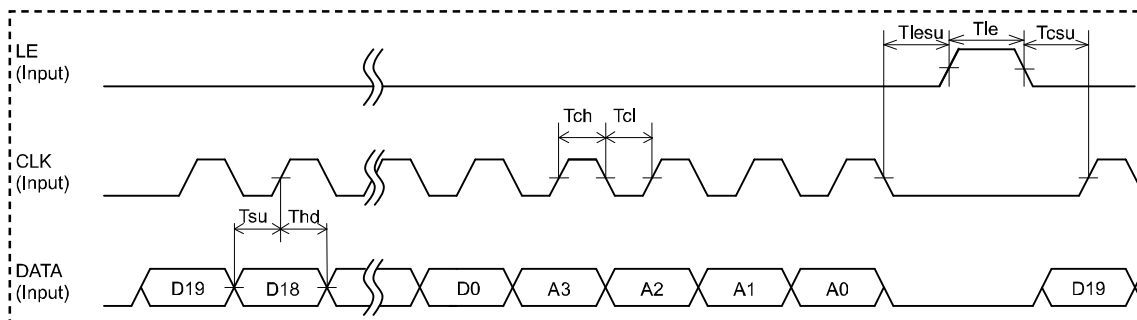 LE
(Input)
Tlesu Tle Tcsu
CLK
(Input)
Tch Tcl
Tsu Thd
DATA
(Input)
D19 D18 D0 A3 A2 A1 A0 D19